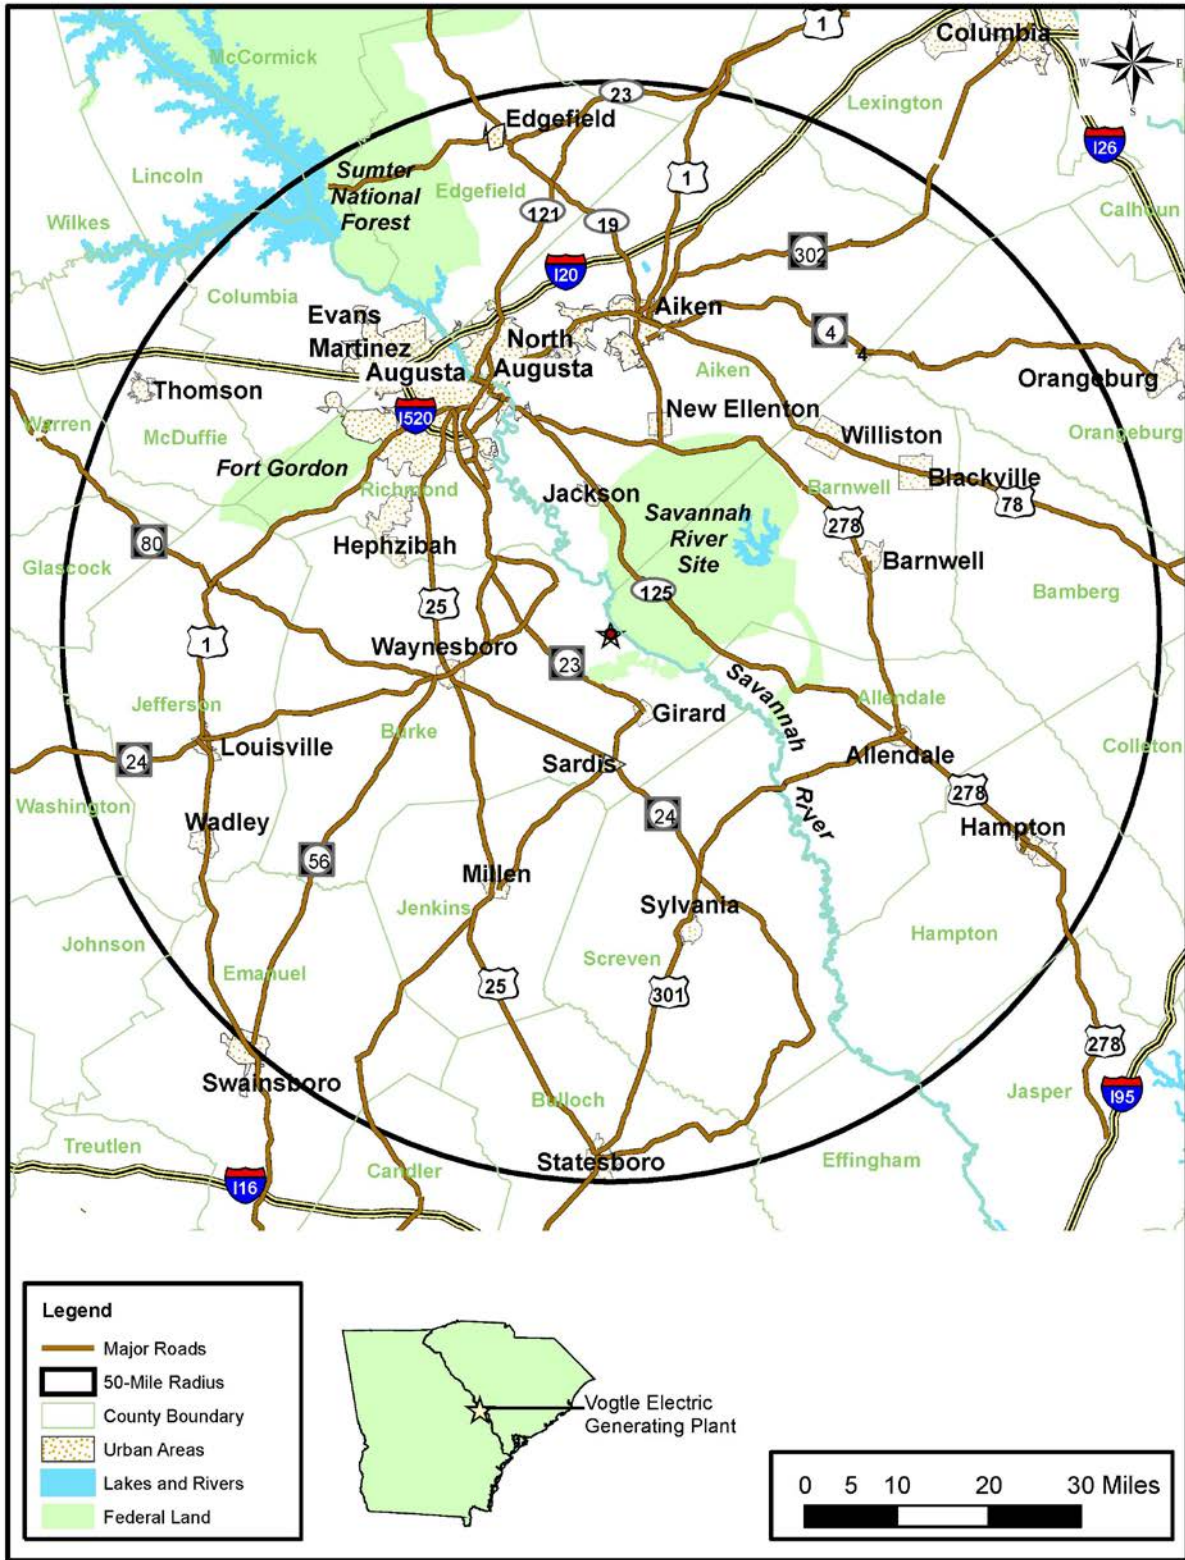 1
Columbia
N
W
E
S
McCormick
23
Lexington
Edgefield
I26
Sumter
National
Forest
Lincoln
Edgefield
1
Wilkes
121
19
Calhoun
302
I20
Columbia
Evans
Aiken
Martinez
North
4
4
Augusta
Augusta
Aiken
Orangeburg
Thomson
I520
New Ellenton
Warren
McDuffie
Williston
Orangeburg
Fort Gordon
Richmond
Jackson
Barnwell
Blackville
78
Savannah
River
Site
278
Hephzibah
80
Barnwell
Glascock
125
Bamberg
25
1
Waynesboro
23
Savannah
River
Jefferson
Girard
Allendale
Burke
Louisville
24
Sardis
Allendale
Colleton
278
Washington
Wadley
24
Hampton
56
Millen
Jenkins
Sylvania
Johnson
Emanuel
Screven
Hampton
25
301
278
Swainsboro
Bulloch
Jasper
I95
Treutlen
Candler
Statesboro
Effingham
I16
Legend
Major Roads
50-Mile Radius
County Boundary
Urban Areas
Lakes and Rivers
Federal Land
Vogtle Electric
Generating Plant
0 5 10 20 30 Miles